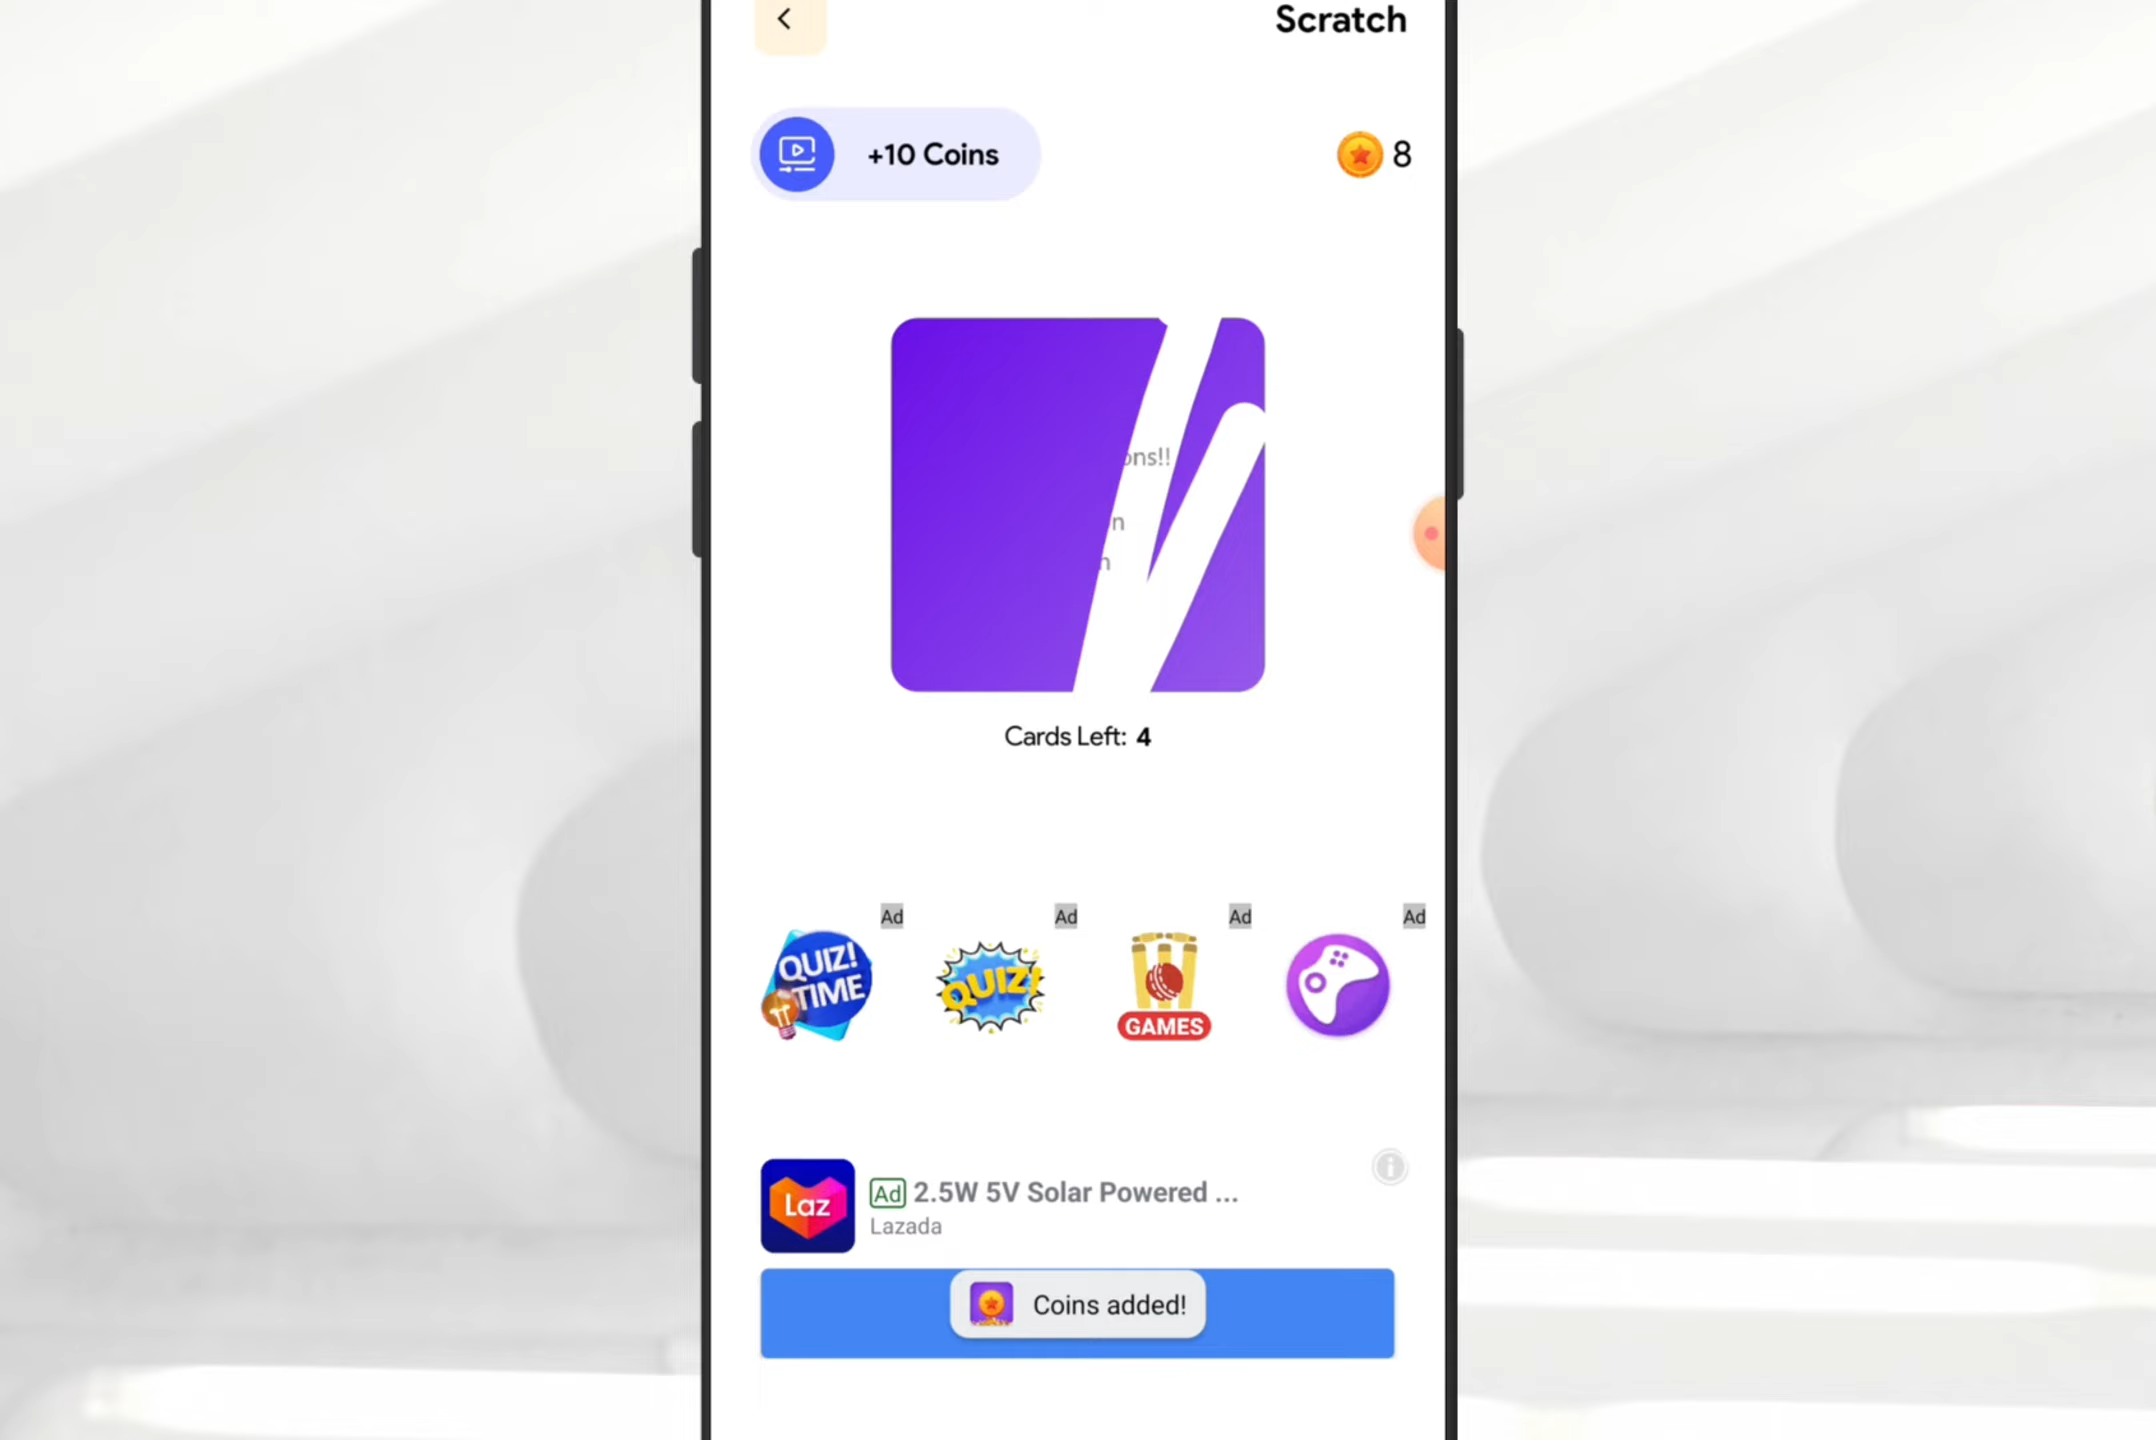 Scratch
+10 Coins
8
ons!!
n
n
Cards Left: 4
Ad
Ad
Ad
Ad
QUIZ!
TIME
QUIZ!
GAMES
Laz
Ad 2.5W 5V Solar Powered ...
Lazada
Coins added!